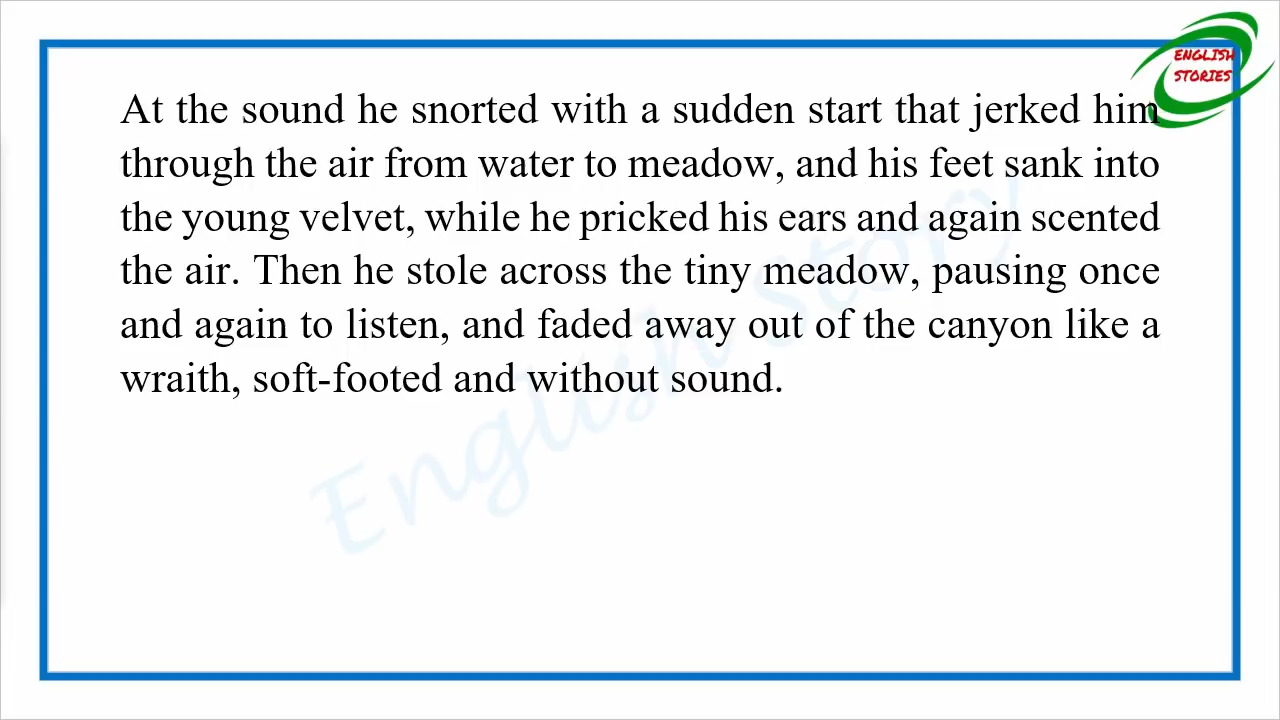 ENGLISH
STORIES
At the sound he snorted with a sudden start that jerked him
through the air from water to meadow, and his feet sank into
the young velvet, while he pricked his ears and again scented
the air. Then he stole across the tiny meadow, pausing once
and again to listen, and faded away out of the canyon like a
wraith, soft-footed and without sound.
English Story